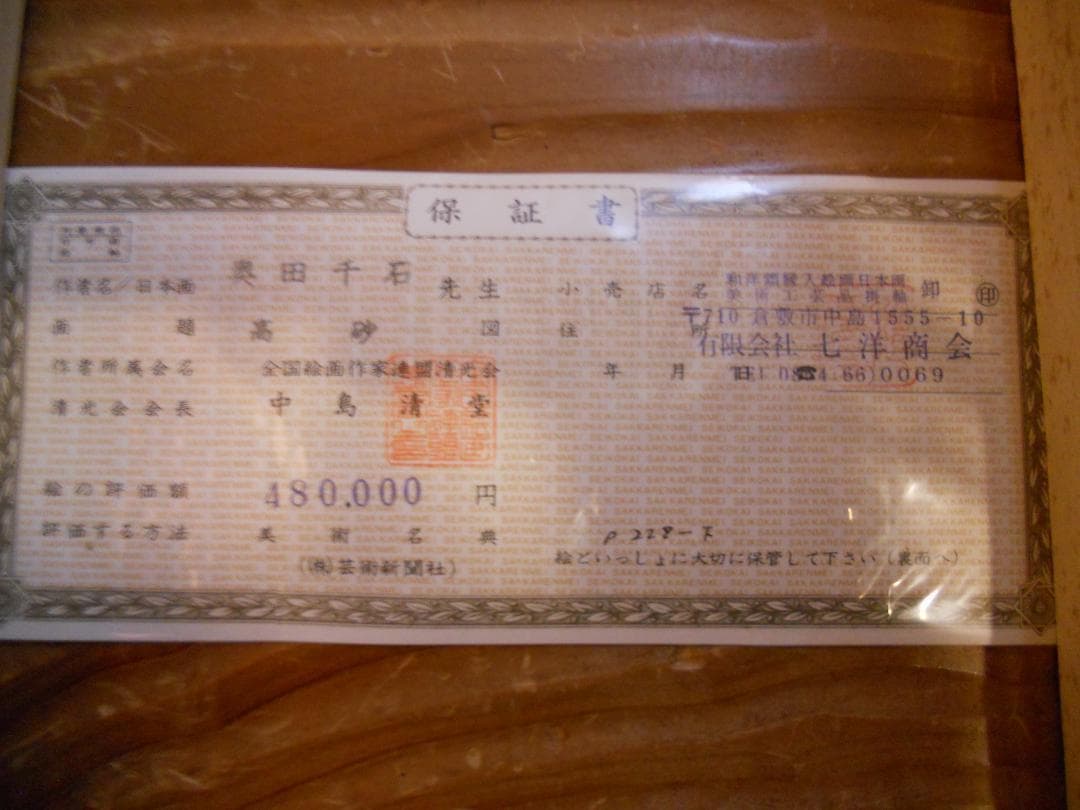 保証書
作者名/日本画 奥田千石 先生
画題 高砂 図
作者所属会名 全国絵画作家連盟清光会
清光会会長 中島清堂
絵の評価額 480.000 円
評価する方法 美術名典
(株)芸術新聞社)
小売店名 卸 印
住所
〒710 倉敷市中島1555-10
有限会社 七洋商会
年 月 日
0069
P228-下
絵といっしょに大切に保管して下さい(裏面へ)